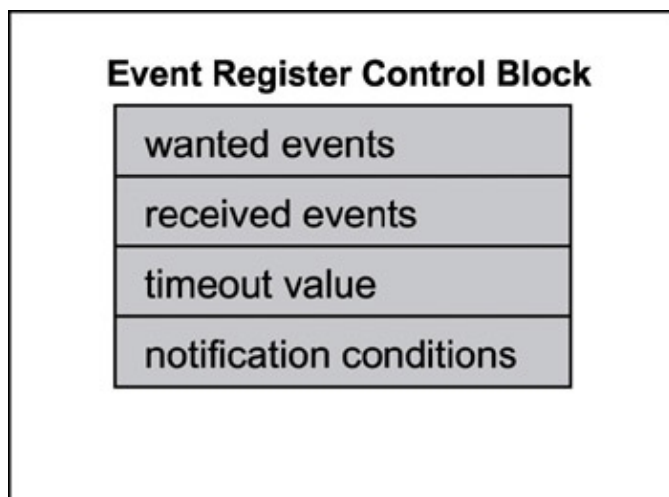 Event Register Control Block
wanted events
received events
timeout value
notification conditions